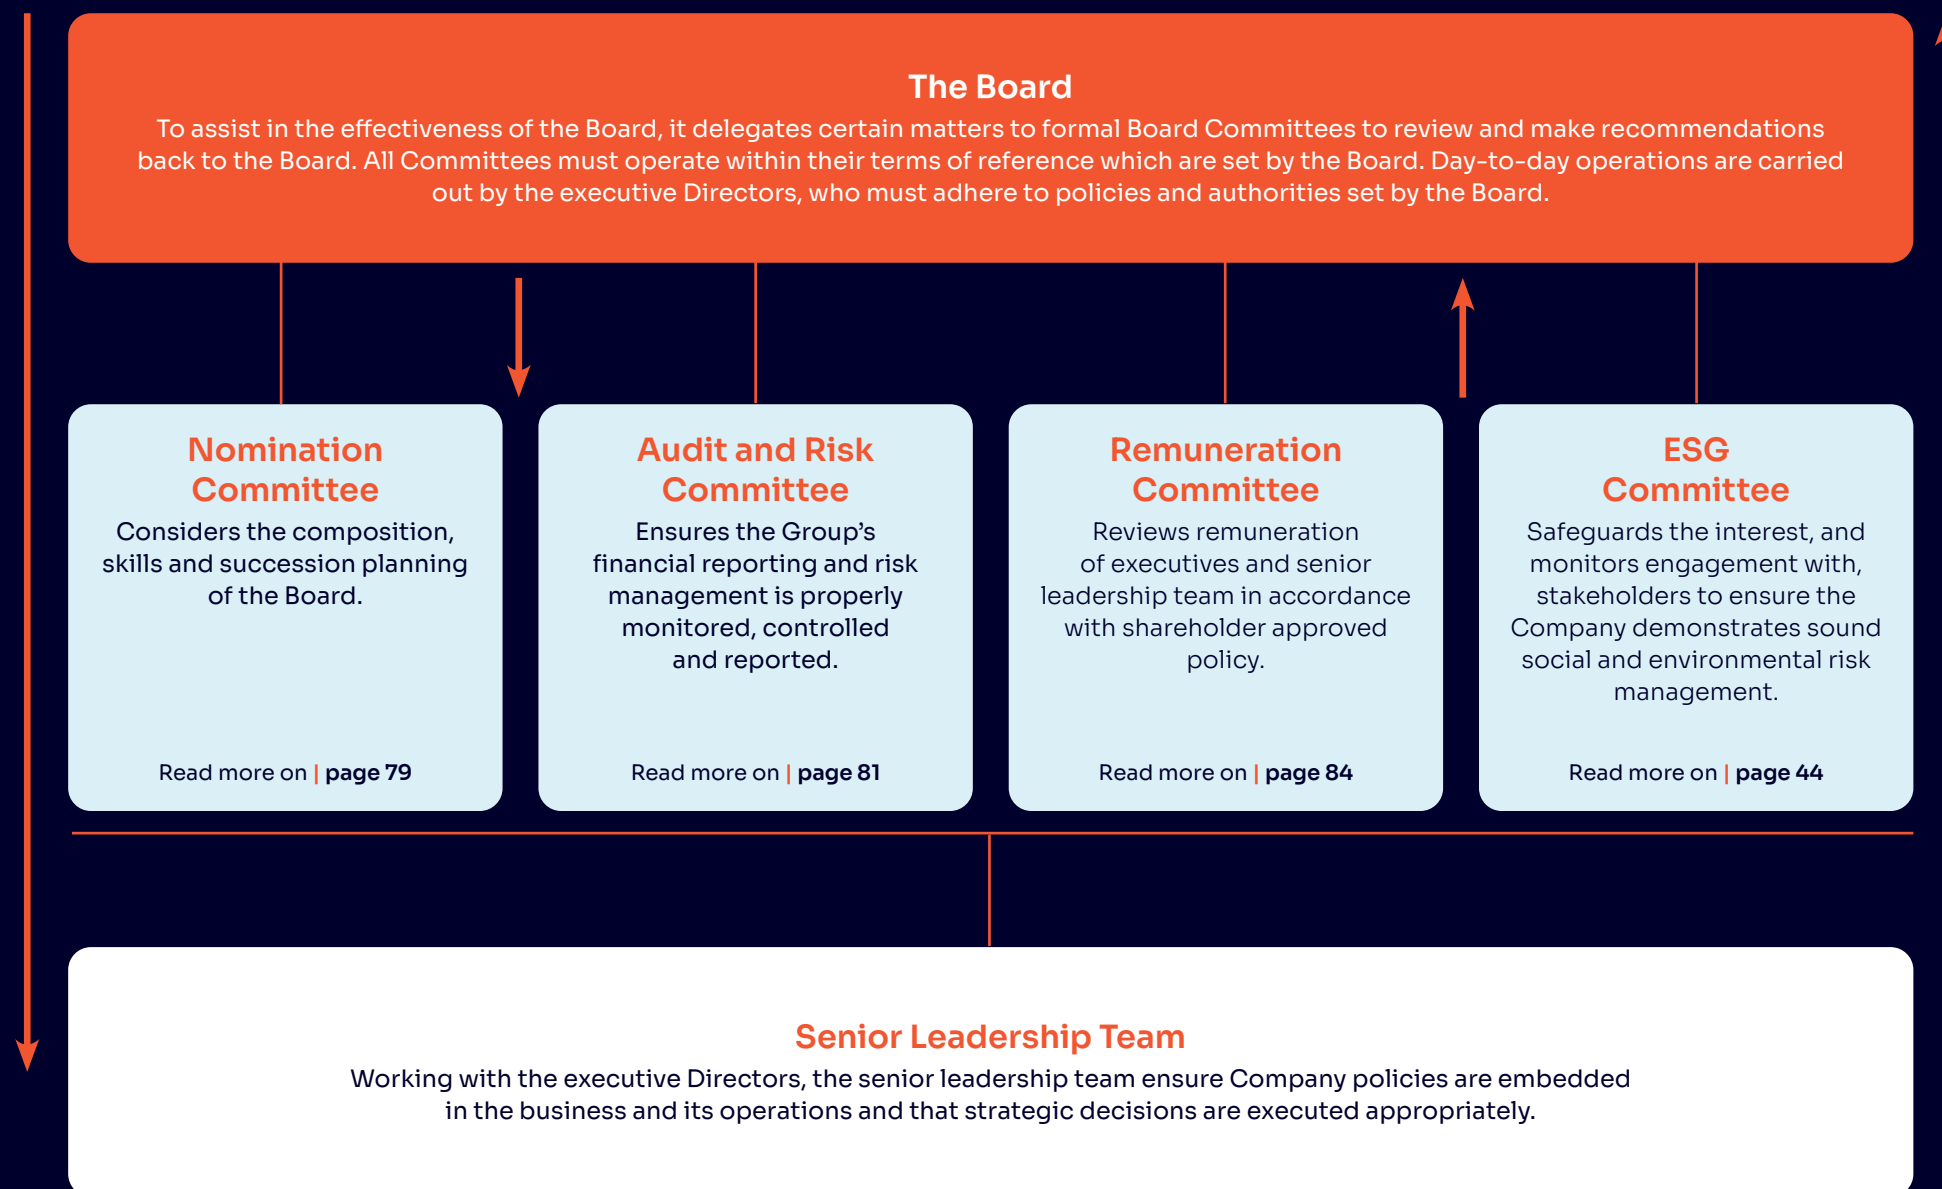 The Board
To assist in the effectiveness of the Board, it delegates certain matters to formal Board Committees to review and make recommendations
back to the Board. All Committees must operate within their terms of reference which are set by the Board. Day-to-day operations are carried
out by the executive Directors, who must adhere to policies and authorities set by the Board.
Nomination
Committee
Considers the composition,
skills and succession planning
of the Board.
Read more on | page 79
Audit and Risk
Committee
Ensures the Group’s
financial reporting and risk
management is properly
monitored, controlled
and reported.
Read more on | page 81
Remuneration
Committee
Reviews remuneration
of executives and senior
leadership team in accordance
with shareholder approved
policy.
Read more on | page 84
ESG
Committee
Safeguards the interest, and
monitors engagement with,
stakeholders to ensure the
Company demonstrates sound
social and environmental risk
management.
Read more on | page 44
Senior Leadership Team
Working with the executive Directors, the senior leadership team ensure Company policies are embedded
in the business and its operations and that strategic decisions are executed appropriately.